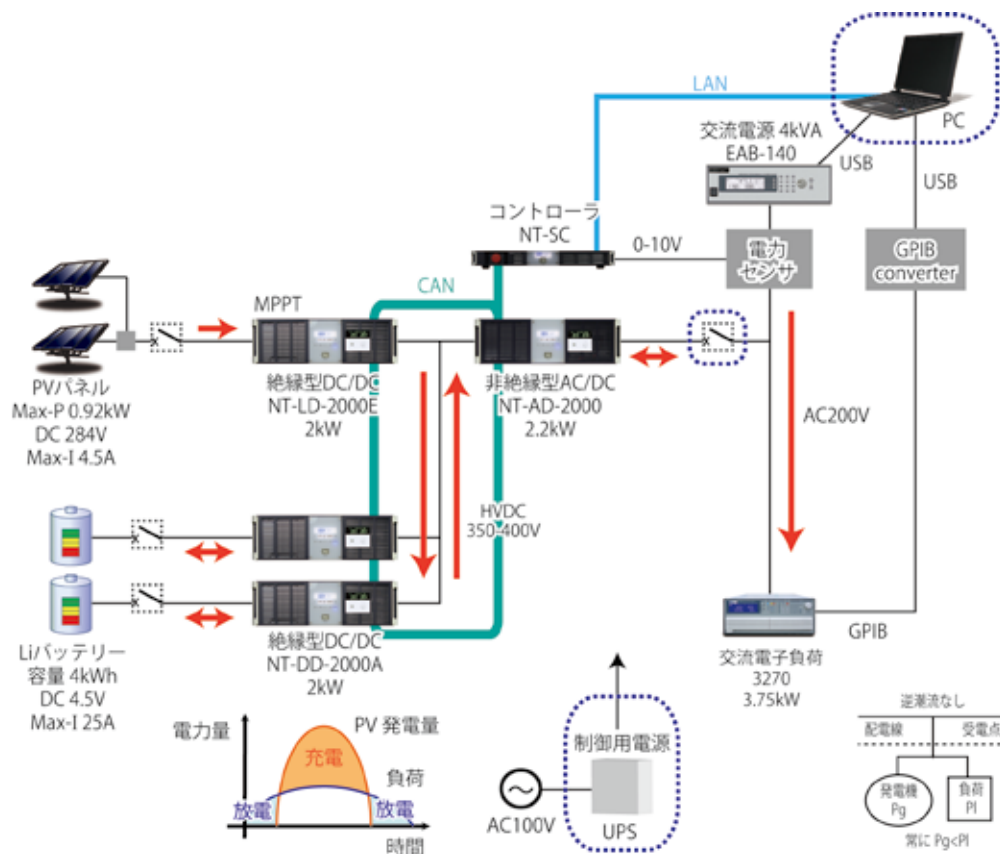 LAN
PC
交流電源 4kVA
EAB-140
USB
USB
コントローラ
NT-SC
0-10V
電力
センサ
GPIB
converter
CAN
MPPT
PVパネル
Max-P 0.92kW
DC 284V
Max-I 4.5A
絶縁型DC/DC
NT-LD-2000E
2kW
非絶縁型AC/DC
NT-AD-2000
2.2kW
AC200V
HVDC
350-400V
Liバッテリー
容量 4kWh
DC 4.5V
Max-I 25A
絶縁型DC/DC
NT-DD-2000A
2kW
GPIB
交流電子負荷
3270
3.75kW
電力量
PV 発電量
充電
負荷
放電
放電
時間
制御用電源
AC100V
UPS
逆潮流なし
配電線
受電点
発電機
Pg
負荷
Pl
常に Pg<Pl